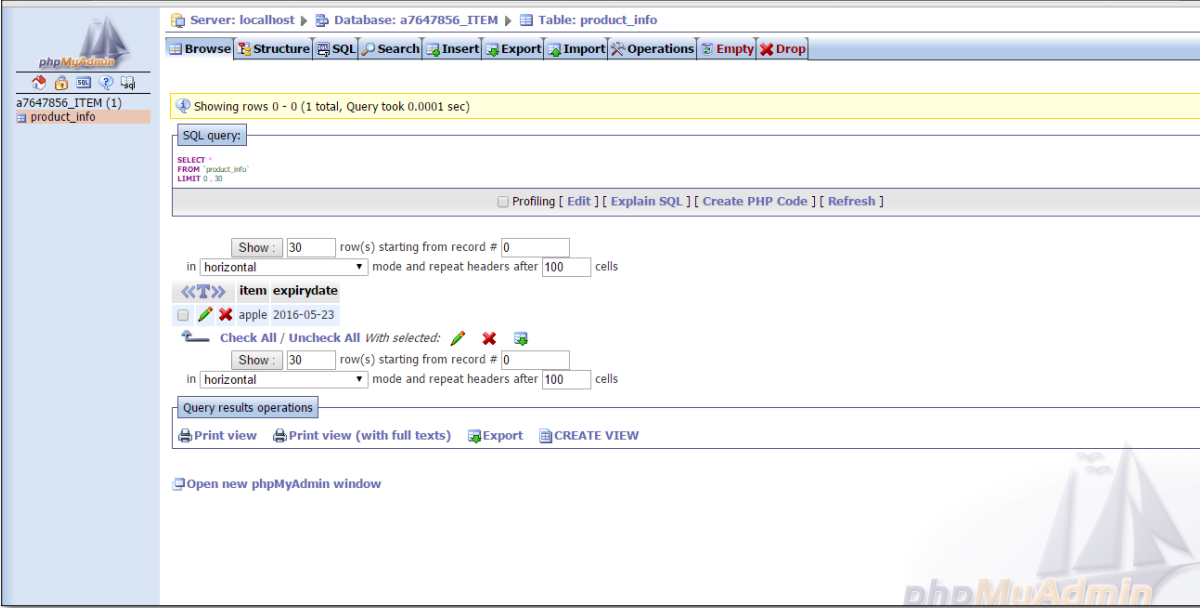 phpMyAdmin
SQL
sql
a7647856_ITEM (1)
product_info
Server: localhost Database: a7647856_ITEM Table: product_info
Browse Structure SQL Search Insert Export Import Operations Empty Drop
Showing rows 0 - 0 (1 total, Query took 0.0001 sec)
SQL query:
SELECT *
FROM `product_info`
LIMIT 0 , 30
Profiling [ Edit ] [ Explain SQL ] [ Create PHP Code ] [ Refresh ]
Show : 30 row(s) starting from record # 0
in horizontal mode and repeat headers after 100 cells
T item expirydate
apple 2016-05-23
Check All / Uncheck All With selected:
Show : 30 row(s) starting from record # 0
in horizontal mode and repeat headers after 100 cells
Query results operations
Print view Print view (with full texts) Export CREATE VIEW
Open new phpMyAdmin window
phpMyAdmin